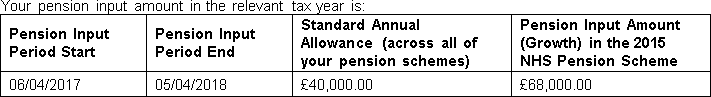 Your pension input amount in the relevant tax year is:
Pension Input Period Start | Pension Input Period End | Standard Annual Allowance (across all of your pension schemes) | Pension Input Amount (Growth) in the 2015 NHS Pension Scheme
06/04/2017 | 05/04/2018 | £40,000.00 | £68,000.00